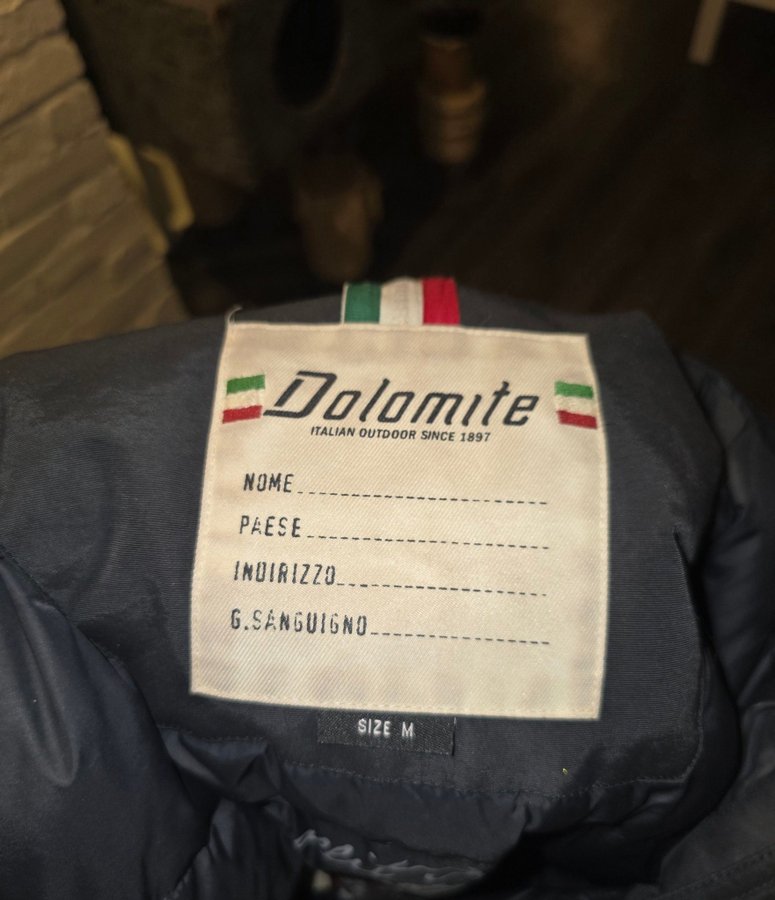 Dolomite
ITALIAN OUTDOOR SINCE 1897
NOME
PAESE
INDIRIZZO
G.SANGUIGNO
SIZE M